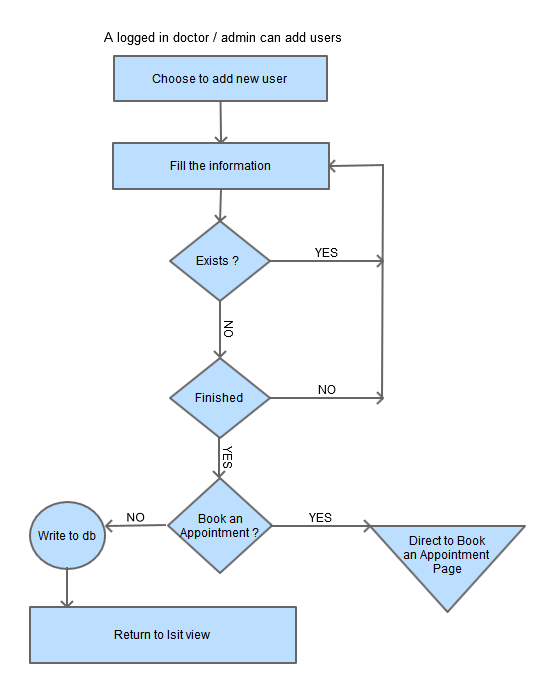 A logged in doctor / admin can add users
Choose to add new user
Fill the information
Exists ?
YES
NO
Finished
NO
YES
Book an
Appointment ?
NO
YES
Write to db
Direct to Book
an Appointment
Page
Return to lsit view